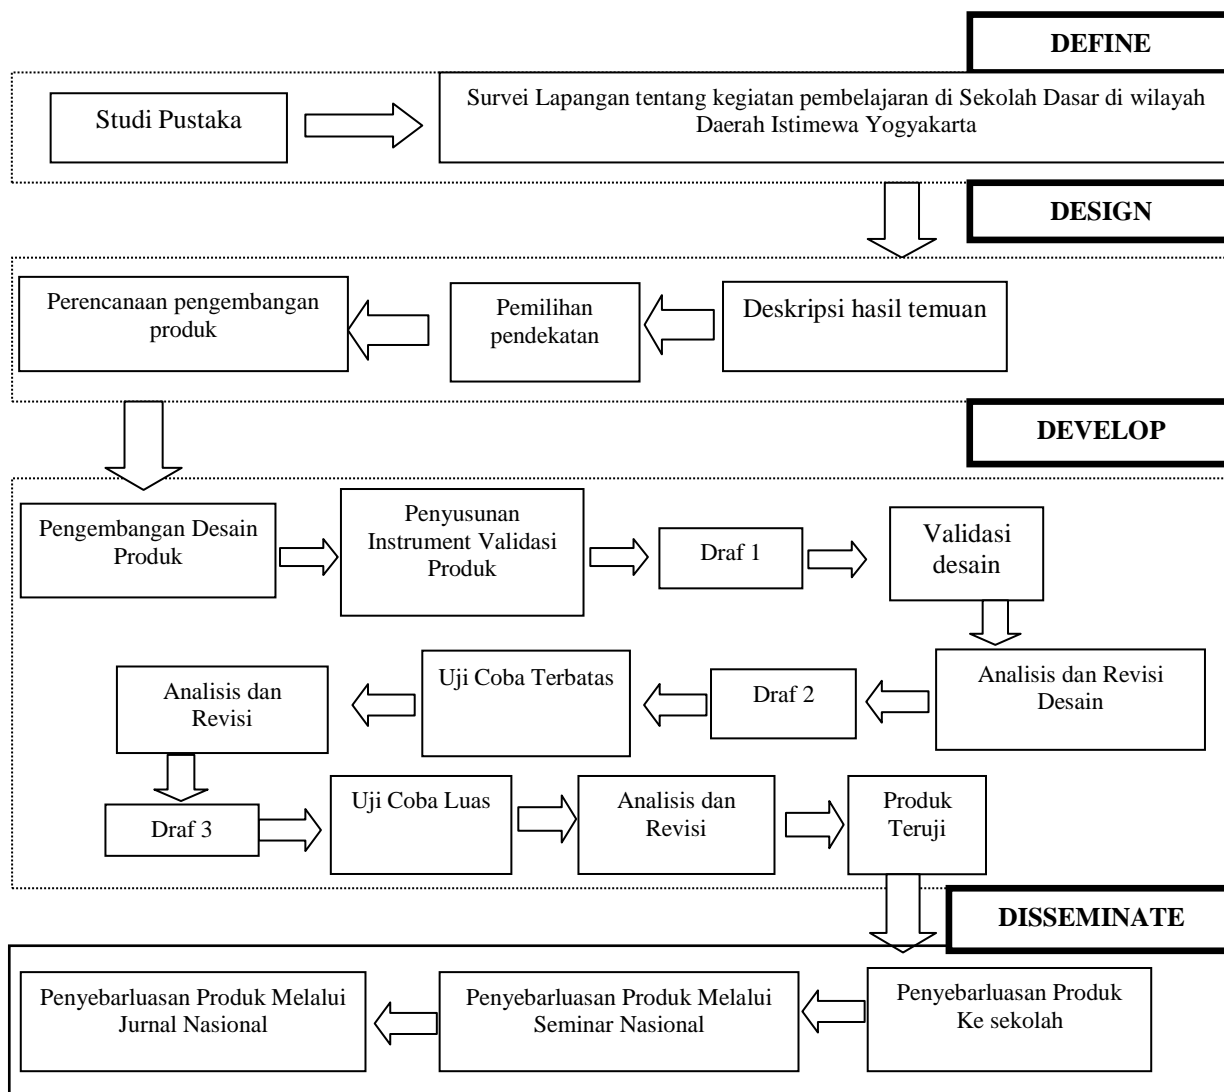 DEFINE
Studi Pustaka
Survei Lapangan tentang kegiatan pembelajaran di Sekolah Dasar di wilayah
Daerah Istimewa Yogyakarta
DESIGN
Deskripsi hasil temuan
Pemilihan
pendekatan
Perencanaan pengembangan
produk
DEVELOP
Pengembangan Desain
Produk
Penyusunan
Instrument Validasi
Produk
Draf 1
Validasi
desain
Analisis dan Revisi
Desain
Draf 2
Uji Coba Terbatas
Analisis dan
Revisi
Draf 3
Uji Coba Luas
Analisis dan
Revisi
Produk
Teruji
DISSEMINATE
Penyebarluasan Produk
Ke sekolah
Penyebarluasan Produk Melalui
Seminar Nasional
Penyebarluasan Produk Melalui
Jurnal Nasional